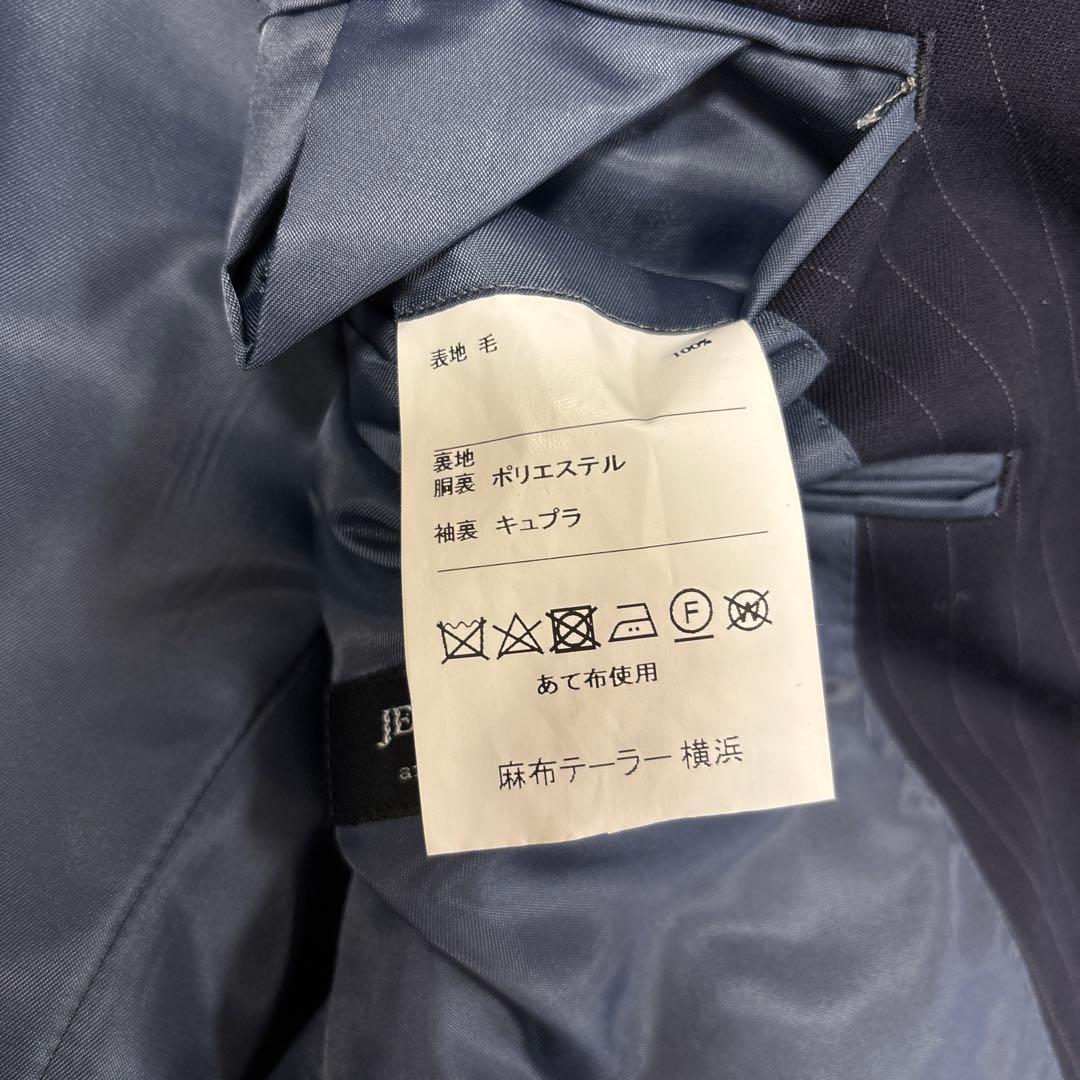 表地 毛 100%
裏地
胴裏 ポリエステル
袖裏 キュプラ
F
W
あて布使用
麻布テーラー 横浜
JE
a